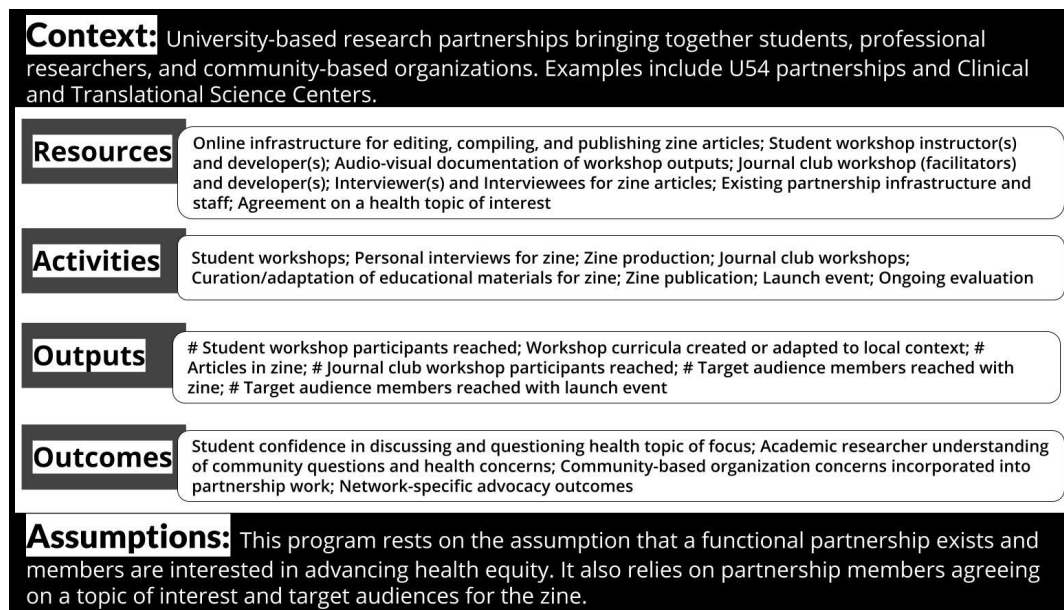 Context: University-based research partnerships bringing together students, professional
researchers, and community-based organizations. Examples include U54 partnerships and Clinical
and Translational Science Centers.
Resources
Online infrastructure for editing, compiling, and publishing zine articles; Student workshop instructor(s)
and developer(s); Audio-visual documentation of workshop outputs; Journal club workshop (facilitators)
and developer(s); Interviewer(s) and Interviewees for zine articles; Existing partnership infrastructure and
staff; Agreement on a health topic of interest
Activities
Student workshops; Personal interviews for zine; Zine production; Journal club workshops;
Curation/adaptation of educational materials for zine; Zine publication; Launch event; Ongoing evaluation
Outputs
# Student workshop participants reached; Workshop curricula created or adapted to local context; #
Articles in zine; # Journal club workshop participants reached; # Target audience members reached with
zine; # Target audience members reached with launch event
Outcomes
Student confidence in discussing and questioning health topic of focus; Academic researcher understanding
of community questions and health concerns; Community-based organization concerns incorporated into
partnership work; Network-specific advocacy outcomes
Assumptions: This program rests on the assumption that a functional partnership exists and
members are interested in advancing health equity. It also relies on partnership members agreeing
on a topic of interest and target audiences for the zine.